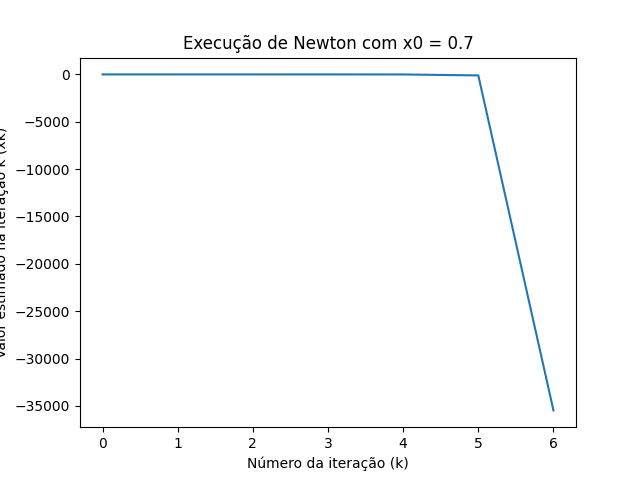 Execução de Newton com x0 = 0.7
0
−5000
−10000
−15000
−20000
−25000
−30000
−35000
estimado na iteração k (xk)
0 1 2 3 4 5 6
Número da iteração (k)